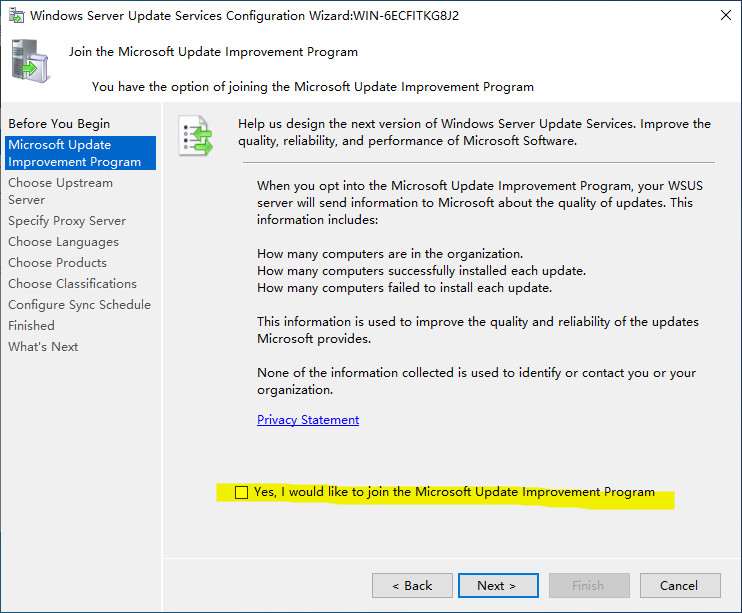 Windows Server Update Services Configuration Wizard:WIN-6ECFITKG8J2
Join the Microsoft Update Improvement Program
You have the option of joining the Microsoft Update Improvement Program
Before You Begin
Microsoft Update
Improvement Program
Choose Upstream
Server
Specify Proxy Server
Choose Languages
Choose Products
Choose Classifications
Configure Sync Schedule
Finished
What's Next
Help us design the next version of Windows Server Update Services. Improve the
quality, reliability, and performance of Microsoft Software.
When you opt into the Microsoft Update Improvement Program, your WSUS
server will send information to Microsoft about the quality of updates. This
information includes:
How many computers are in the organization.
How many computers successfully installed each update.
How many computers failed to install each update.
This information is used to improve the quality and reliability of the updates
Microsoft provides.
None of the information collected is used to identify or contact you or your
organization.
Privacy Statement
Yes, I would like to join the Microsoft Update Improvement Program
< Back
Next >
Finish
Cancel